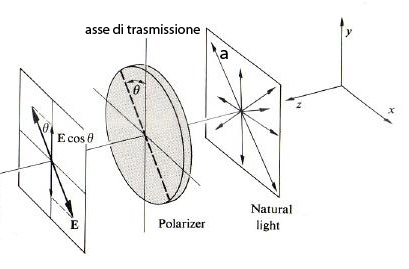 asse di trasmissione
a
y
θ
z
x
θ
E cos θ
E
Polarizer
Natural
light